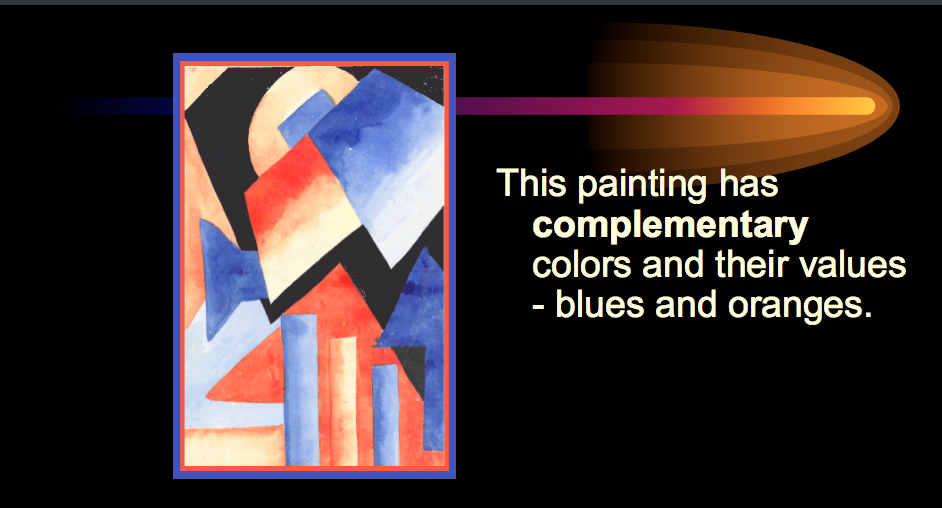 This painting has
complementary
colors and their values
- blues and oranges.